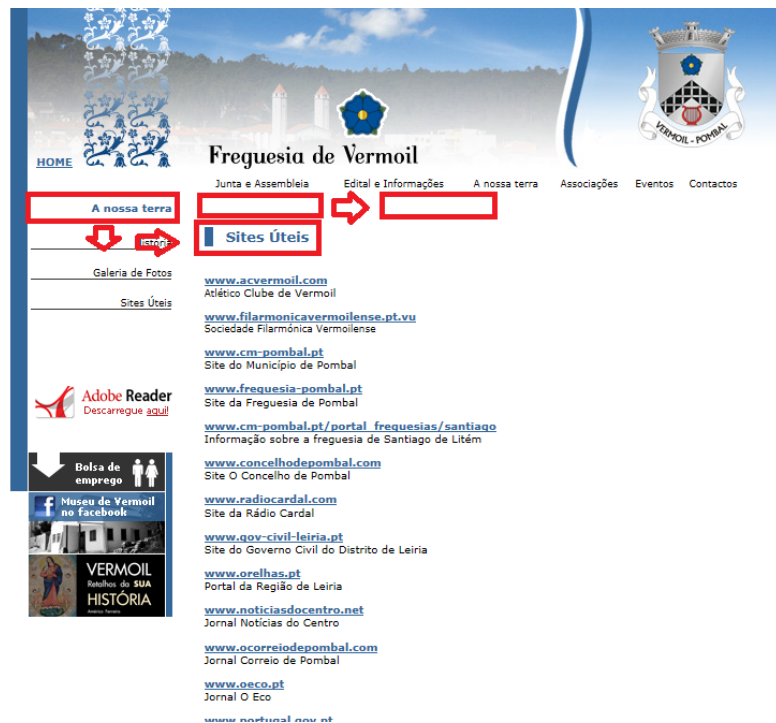 HOME
Freguesia de Vermoil
VERMOIL - POMBAL
Junta e Assembleia Edital e Informações A nossa terra Associações Eventos Contactos
A nossa terra
História
Galeria de Fotos
Sites Úteis
Adobe Reader
Descarregue aqui!
Bolsa de
emprego
Museu de Vermoil
no facebook
VERMOIL
Retalhos da SUA
HISTÓRIA
Sites Úteis
www.acvermoil.com
Atlético Clube de Vermoil
www.filarmonicavermoilense.pt.vu
Sociedade Filarmónica Vermoilense
www.cm-pombal.pt
Site do Município de Pombal
www.freguesia-pombal.pt
Site da Freguesia de Pombal
www.cm-pombal.pt/portal_freguesias/santiago
Informação sobre a freguesia de Santiago de Litém
www.concelhodepombal.com
Site O Concelho de Pombal
www.radiocardal.com
Site da Rádio Cardal
www.gov-civil-leiria.pt
Site do Governo Civil do Distrito de Leiria
www.orelhas.pt
Portal da Região de Leiria
www.noticiasdocentro.net
Jornal Notícias do Centro
www.ocorreiodepombal.com
Jornal Correio de Pombal
www.oeco.pt
Jornal O Eco
www.portugal.gov.pt